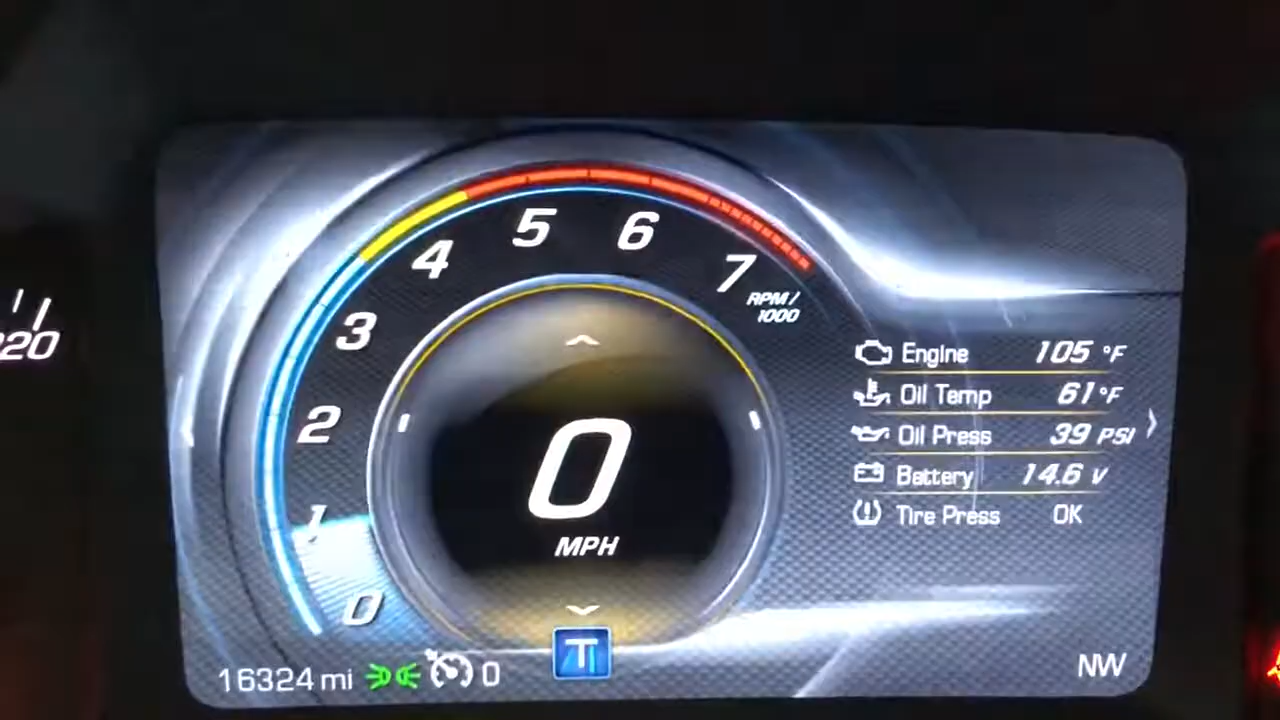 20
0
1
2
3
4
5
6
7
RPM/
1000
0
MPH
Engine 105 °F
Oil Temp 61 °F
Oil Press 39 PSI
Battery 14.6 V
Tire Press OK
16324 mi 0
T
NW